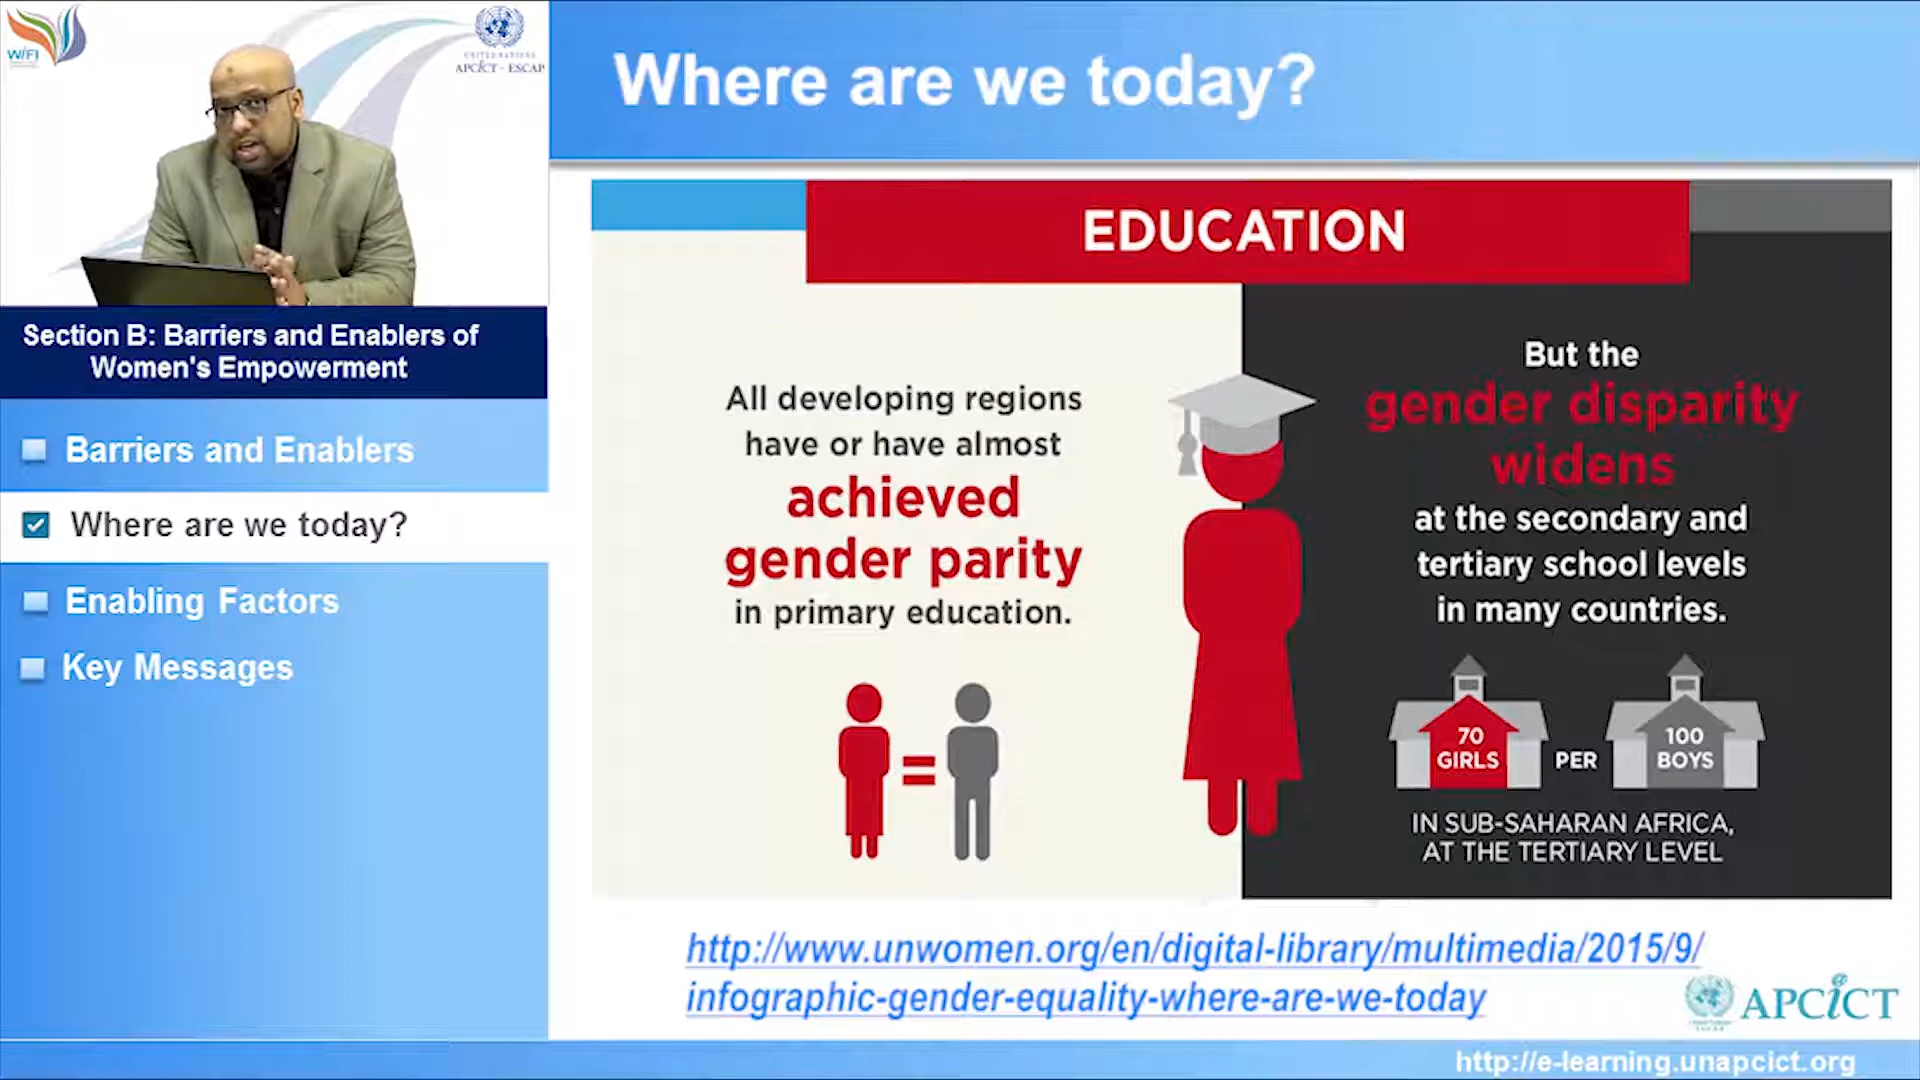 WIFI
UNITED NATIONS
APCICT - ESCAP
Section B: Barriers and Enablers of
Women's Empowerment
Barriers and Enablers
Where are we today?
Enabling Factors
Key Messages
Where are we today?
EDUCATION
All developing regions
have or have almost
achieved
gender parity
in primary education.
But the
gender disparity
widens
at the secondary and
tertiary school levels
in many countries.
70
GIRLS
PER
100
BOYS
IN SUB-SAHARAN AFRICA,
AT THE TERTIARY LEVEL
http://www.unwomen.org/en/digital-library/multimedia/2015/9/
infographic-gender-equality-where-are-we-today
APCICT
http://e-learning.unapcict.org